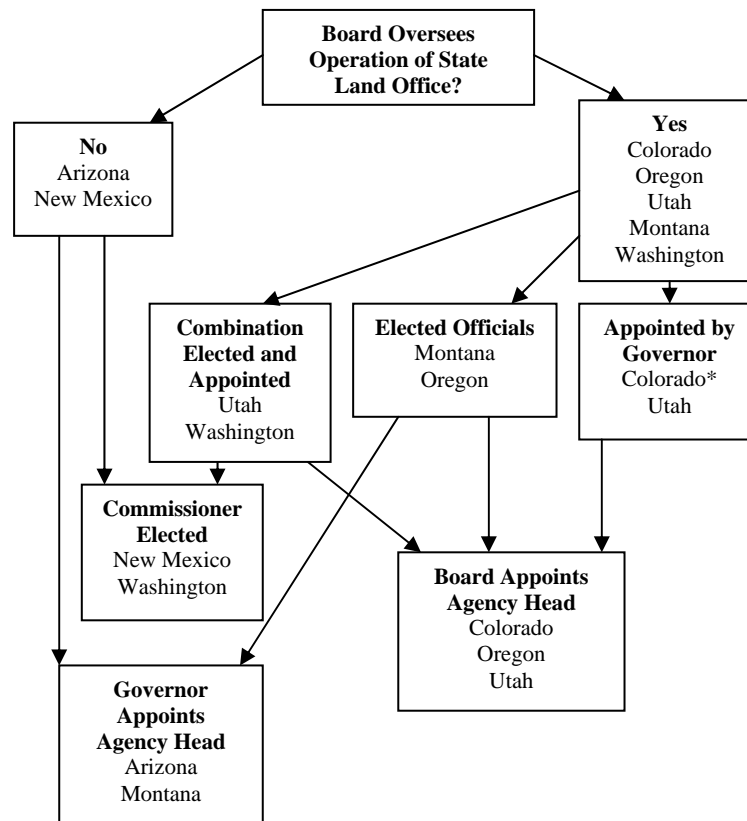 Board Oversees
Operation of State
Land Office?
No
Arizona
New Mexico
Yes
Colorado
Oregon
Utah
Montana
Washington
Combination
Elected and
Appointed
Utah
Washington
Elected Officials
Montana
Oregon
Appointed by
Governor
Colorado*
Utah
Commissioner
Elected
New Mexico
Washington
Board Appoints
Agency Head
Colorado
Oregon
Utah
Governor
Appoints
Agency Head
Arizona
Montana